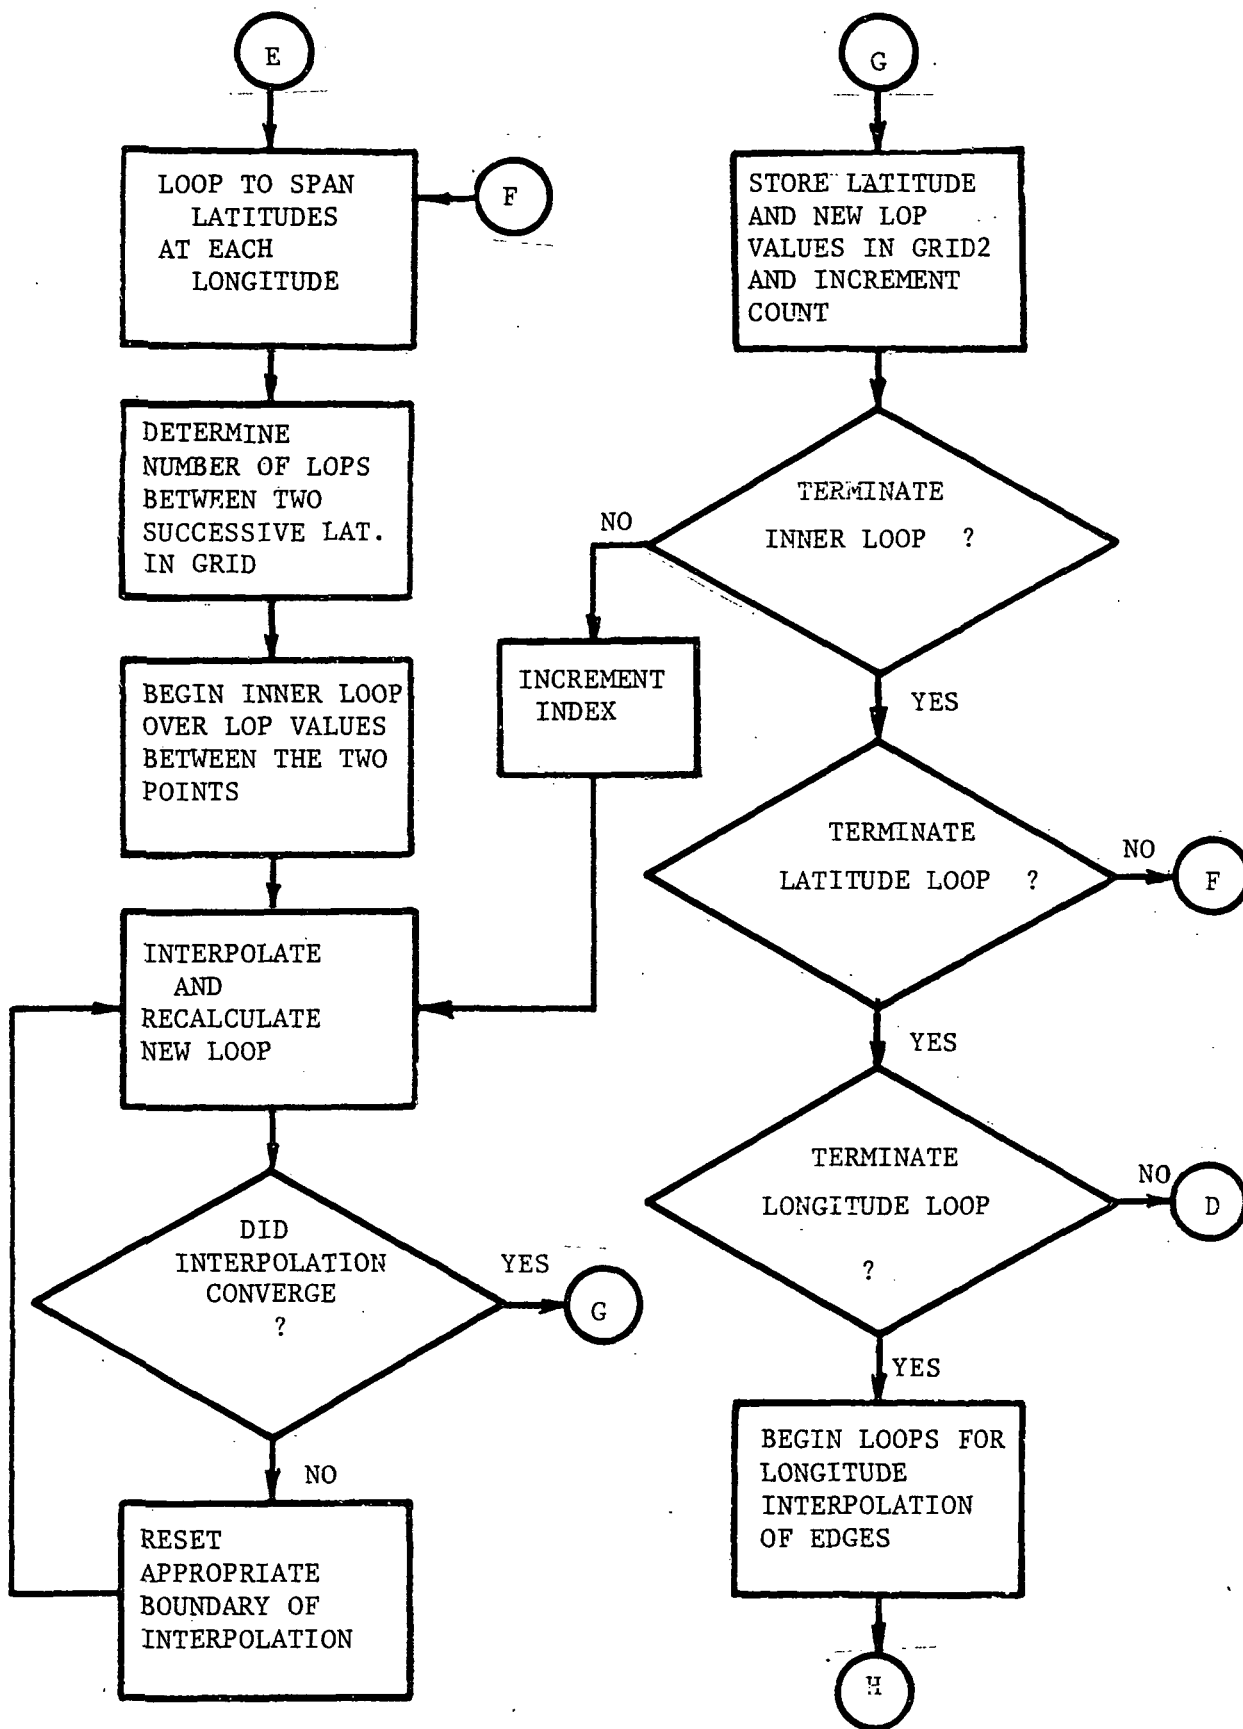 E
LOOP TO SPAN
LATITUDES
AT EACH
LONGITUDE
F
DETERMINE
NUMBER OF LOPS
BETWEEN TWO
SUCCESSIVE LAT.
IN GRID
BEGIN INNER LOOP
OVER LOP VALUES
BETWEEN THE TWO
POINTS
INTERPOLATE
AND
RECALCULATE
NEW LOOP
DID
INTERPOLATION
CONVERGE
?
YES
G
NO
RESET
APPROPRIATE
BOUNDARY OF
INTERPOLATION
G
STORE LATITUDE
AND NEW LOP
VALUES IN GRID2
AND INCREMENT
COUNT
TERMINATE
INNER LOOP ?
NO
INCREMENT
INDEX
YES
TERMINATE
LATITUDE LOOP ?
NO
F
YES
TERMINATE
LONGITUDE LOOP
?
NO
D
YES
BEGIN LOOPS FOR
LONGITUDE
INTERPOLATION
OF EDGES
H